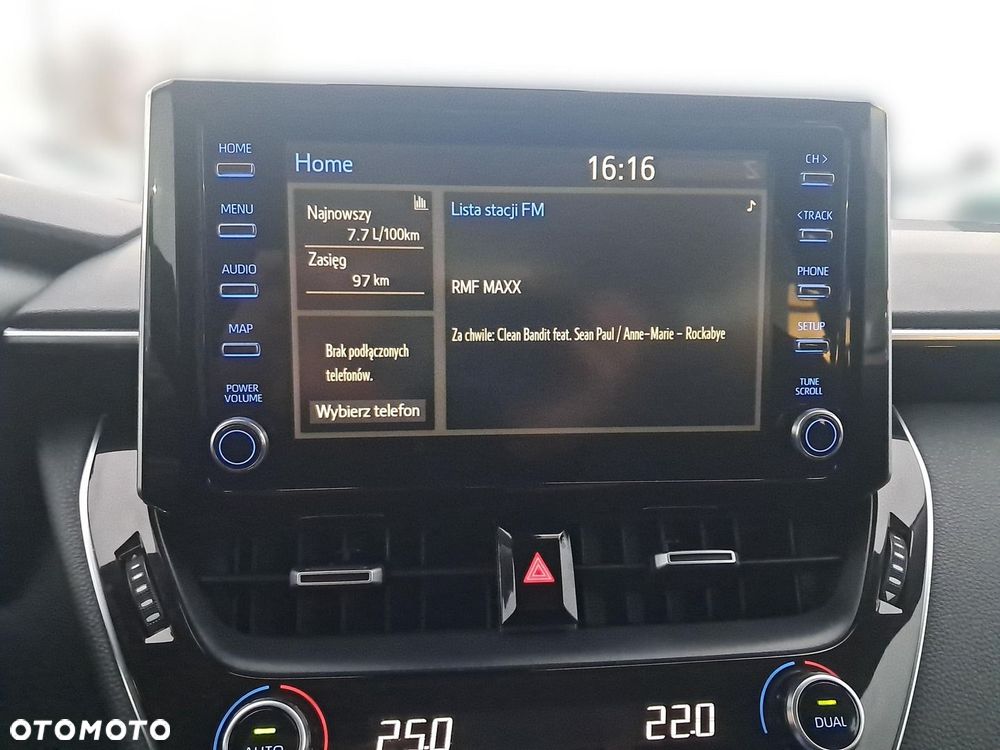 HOME
MENU
AUDIO
MAP
POWER
VOLUME
Home
16:16
Najnowszy
7.7 L/100km
Zasięg
97 km
Brak podłączonych
telefonów.
Wybierz telefon
Lista stacji FM
RMF MAXX
Za chwile: Clean Bandit feat. Sean Paul / Anne-Marie - Rockabye
CH >
< TRACK
PHONE
SETUP
TUNE
SCROLL
AUTO
25.0
22.0
DUAL
OTOMOTO